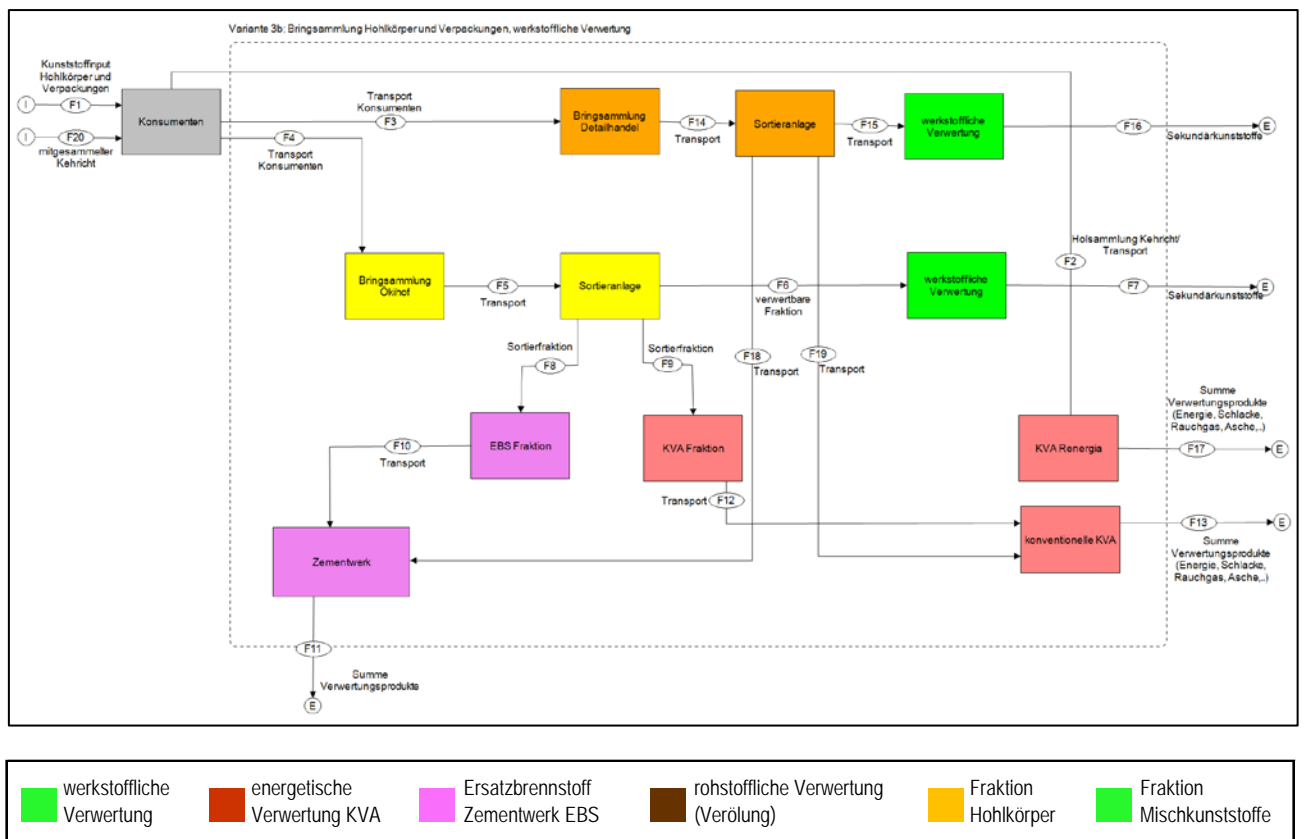 Variante 3b: Bringsammlung Hohlkörper und Verpackungen, werkstoffliche Verwertung
Kunststoffinput
Hohlkörper und
Verpackungen
I
F1
I
F20
mitgesammelter
Kehricht
Konsumenten
Transport
Konsumenten
F3
F4
Transport
Konsumenten
Bringsammlung
Detailhandel
F14
Transport
Sortieranlage
F15
Transport
werkstoffliche
Verwertung
F16
E
Sekundärkunststoffe
Holsammlung Kehricht/
Transport
F2
Bringsammlung
Ökihof
F5
Transport
Sortieranlage
F6
verwertbare
Fraktion
werkstoffliche
Verwertung
F7
E
Sekundärkunststoffe
Sortierfraktion
F8
Sortierfraktion
F9
F18
Transport
F19
Transport
EBS Fraktion
F10
Transport
KVA Fraktion
Transport
F12
KVA Renergia
Summe
Verwertungsprodukte
(Energie, Schlacke,
Rauchgas, Asche,..)
F17
E
konventionelle KVA
F13
E
Summe
Verwertungsprodukte
(Energie, Schlacke,
Rauchgas, Asche,..)
Zementwerk
F11
Summe
Verwertungsprodukte
E
werkstoffliche
Verwertung
energetische
Verwertung KVA
Ersatzbrennstoff
Zementwerk EBS
rohstoffliche Verwertung
(Verölung)
Fraktion
Hohlkörper
Fraktion
Mischkunststoffe